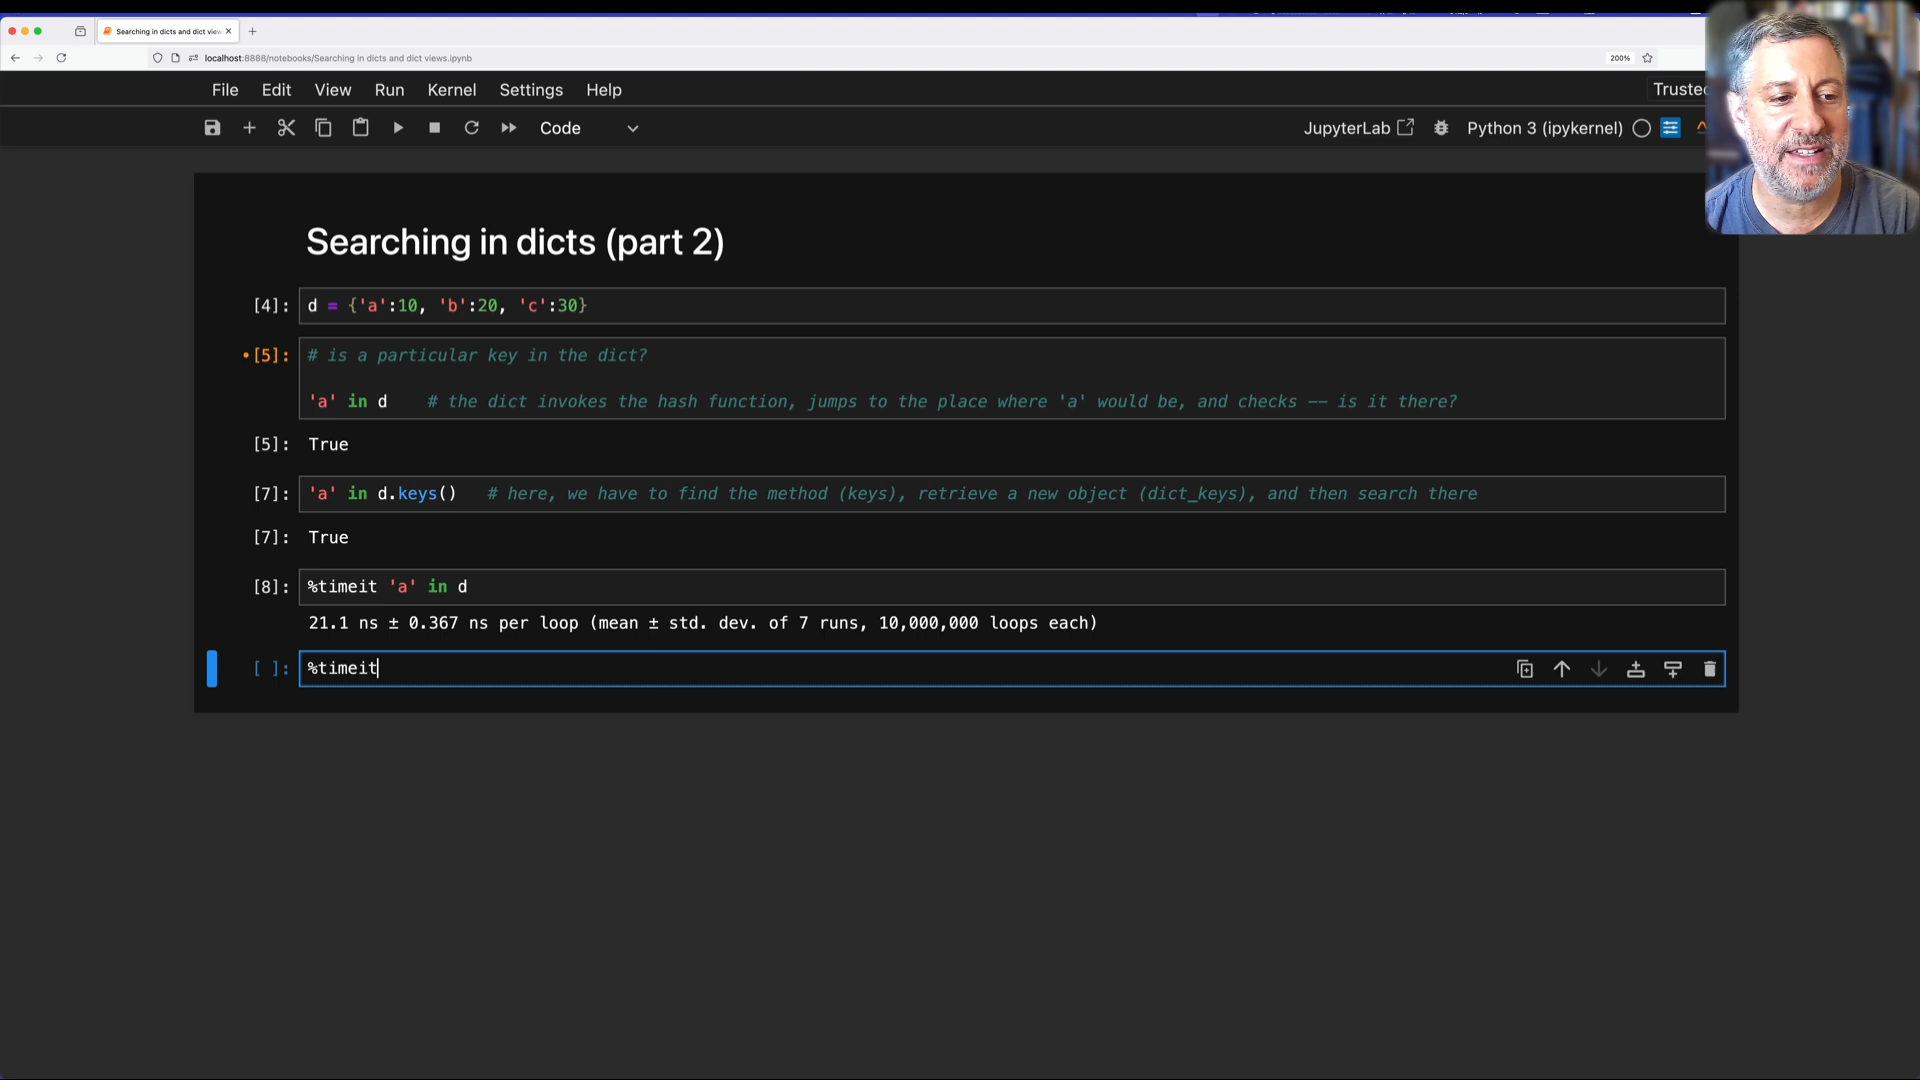 Searching in dicts and dict view
localhost:8888/notebooks/Searching in dicts and dict views.ipynb
200%
File Edit View Run Kernel Settings Help
Trusted
Code
JupyterLab
Python 3 (ipykernel)
Searching in dicts (part 2)
[4]: d = {'a':10, 'b':20, 'c':30}
•[5]: # is a particular key in the dict?
'a' in d    # the dict invokes the hash function, jumps to the place where 'a' would be, and checks -- is it there?
[5]: True
[7]: 'a' in d.keys()   # here, we have to find the method (keys), retrieve a new object (dict_keys), and then search there
[7]: True
[8]: %timeit 'a' in d
21.1 ns ± 0.367 ns per loop (mean ± std. dev. of 7 runs, 10,000,000 loops each)
[ ]: %timeit